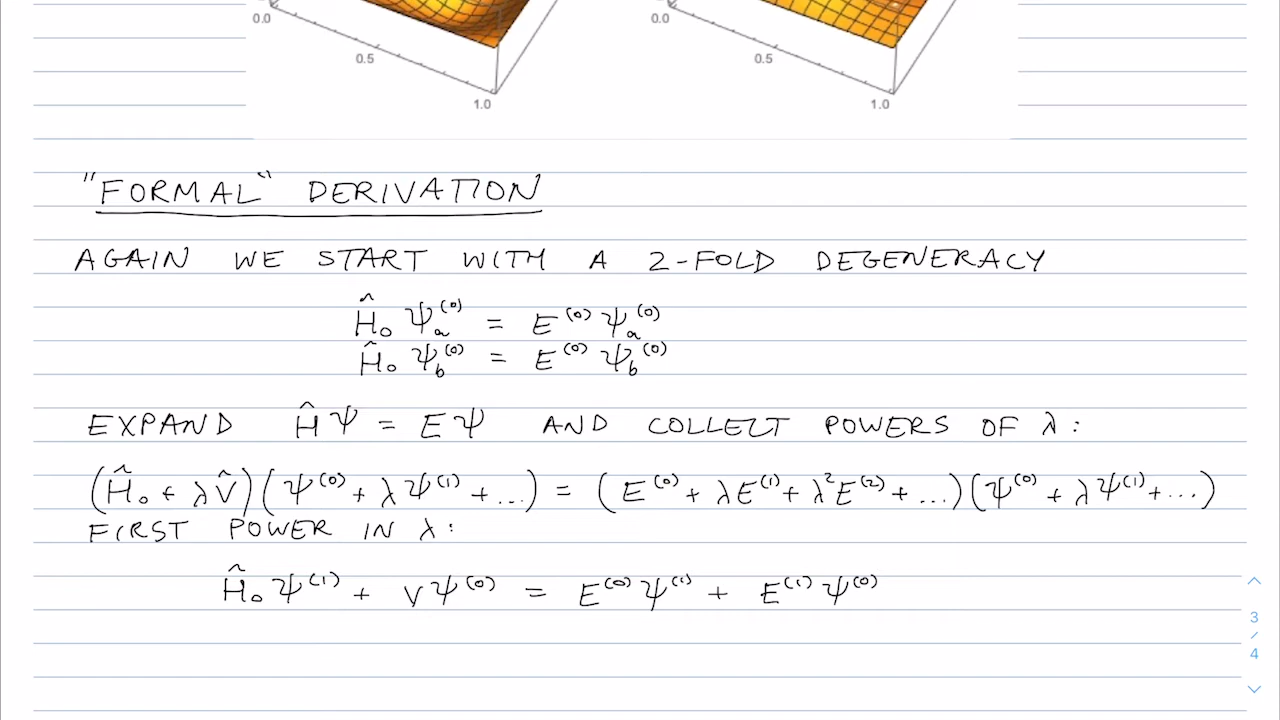 0.0 0.0
0.5 0.5
1.0 1.0
"FORMAL" DERIVATION
AGAIN WE START WITH A 2-FOLD DEGENERACY
Ĥ₀ ψₐ⁽⁰⁾ = E⁽⁰⁾ ψₐ⁽⁰⁾
Ĥ₀ ψ_b⁽⁰⁾ = E⁽⁰⁾ ψ_b⁽⁰⁾
EXPAND Ĥψ = Eψ AND COLLECT POWERS OF λ:
(Ĥ₀ + λV̂)(ψ⁽⁰⁾ + λψ⁽¹⁾ + ...) = (E⁽⁰⁾ + λE⁽¹⁾ + λ²E⁽²⁾ + ...)(ψ⁽⁰⁾ + λψ⁽¹⁾ + ...)
FIRST POWER IN λ:
Ĥ₀ψ⁽¹⁾ + Vψ⁽⁰⁾ = E⁽⁰⁾ψ⁽¹⁾ + E⁽¹⁾ψ⁽⁰⁾
3
/
4